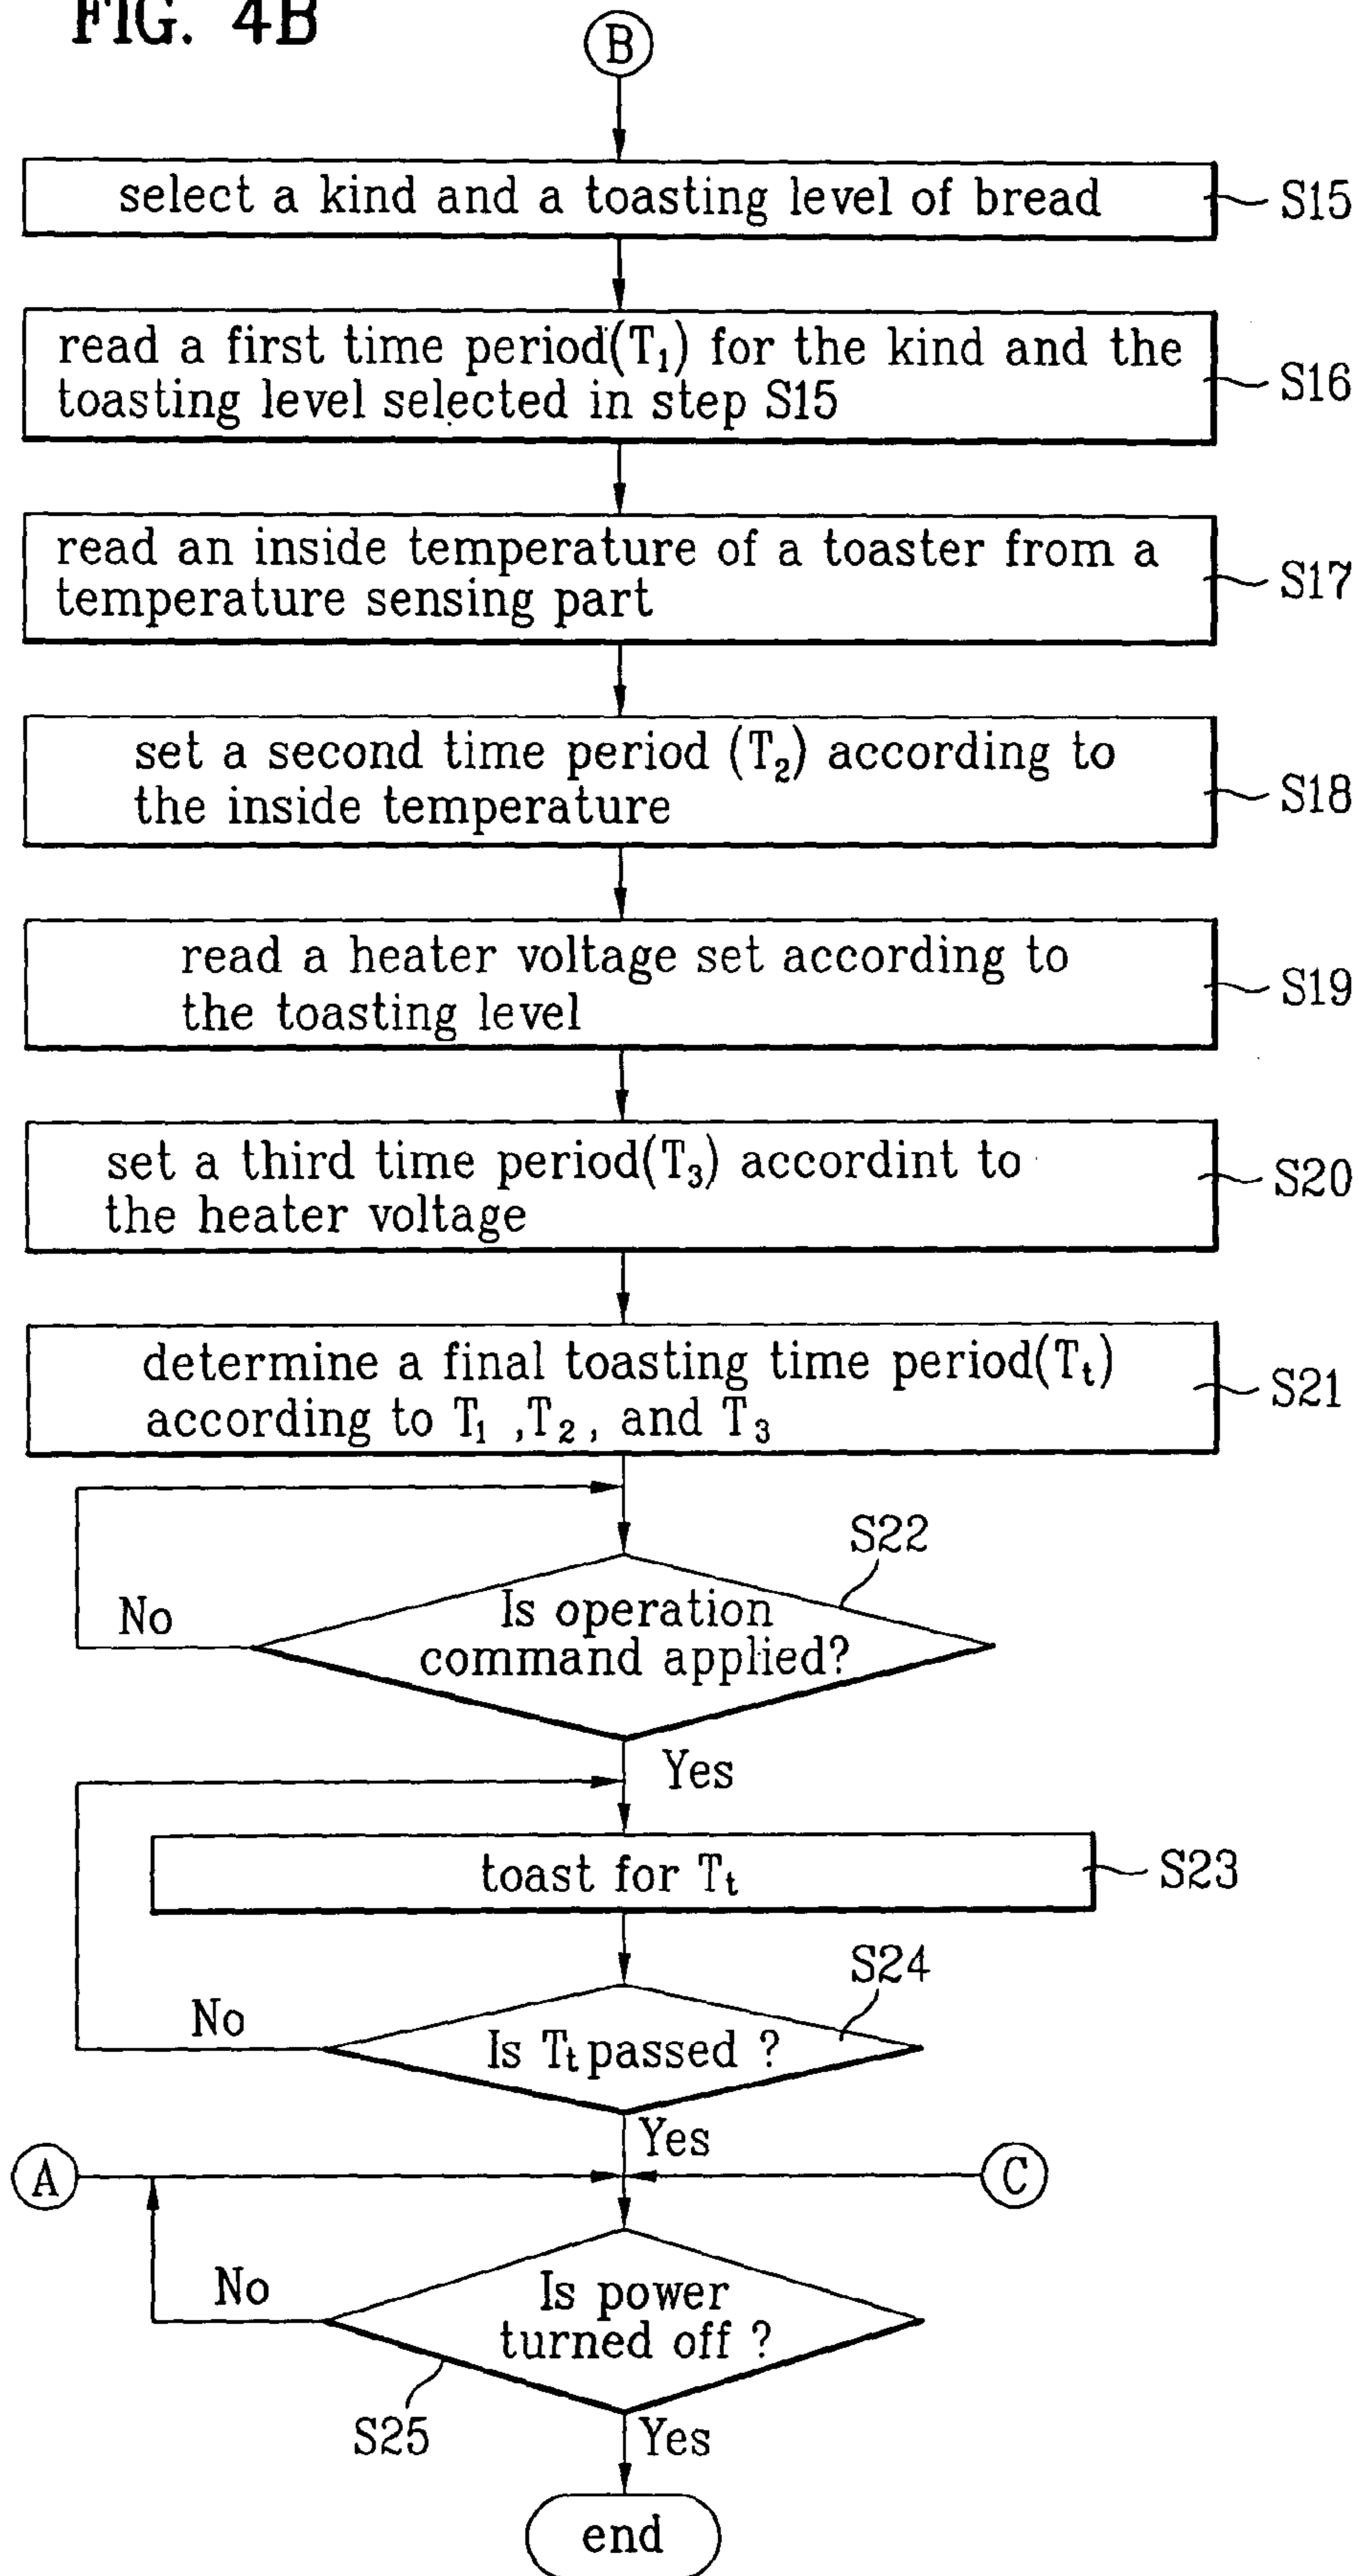 FIG. 4B
B
select a kind and a toasting level of bread
S15
read a first time period(T₁) for the kind and the
toasting level selected in step S15
S16
read an inside temperature of a toaster from a
temperature sensing part
S17
set a second time period (T₂) according to
the inside temperature
S18
read a heater voltage set according to
the toasting level
S19
set a third time period(T₃) accordint to
the heater voltage
S20
determine a final toasting time period(Tₜ)
according to T₁ ,T₂, and T₃
S21
S22
Is operation
command applied?
No
Yes
toast for Tₜ
S23
S24
No
Is Tₜ passed ?
Yes
A
C
No
Is power
turned off ?
S25
Yes
end